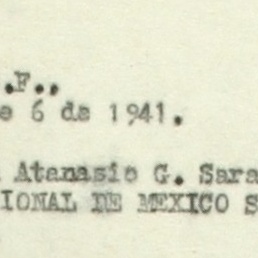 .F.,
e 6 de 1941.
Atanasio G. Sara
IONAL DE MEXICO S